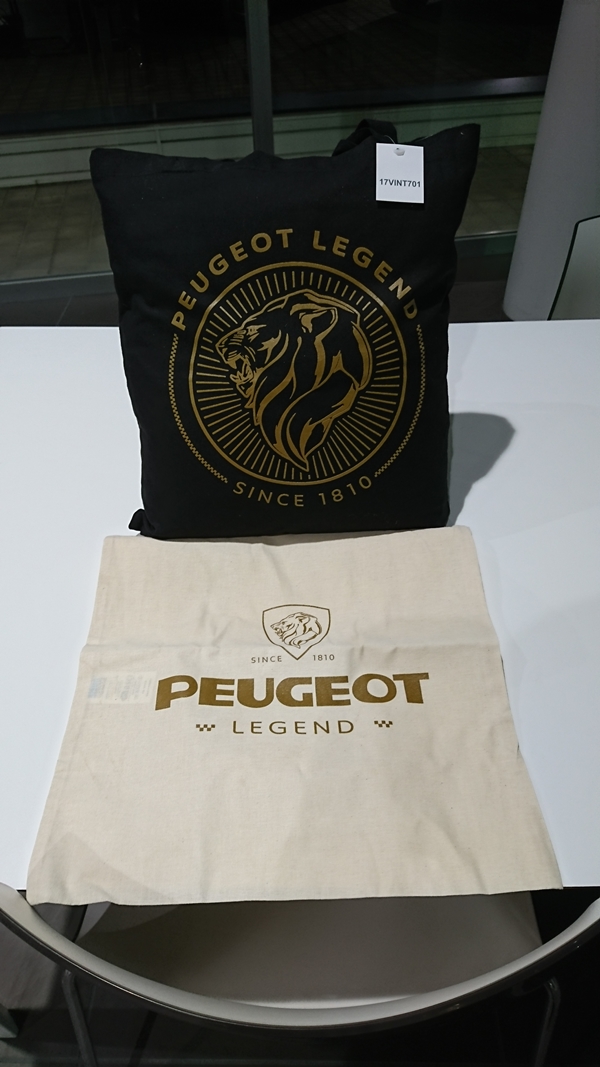 17VINT701
PEUGEOT LEGEND
SINCE 1810
SINCE 1810
PEUGEOT
LEGEND